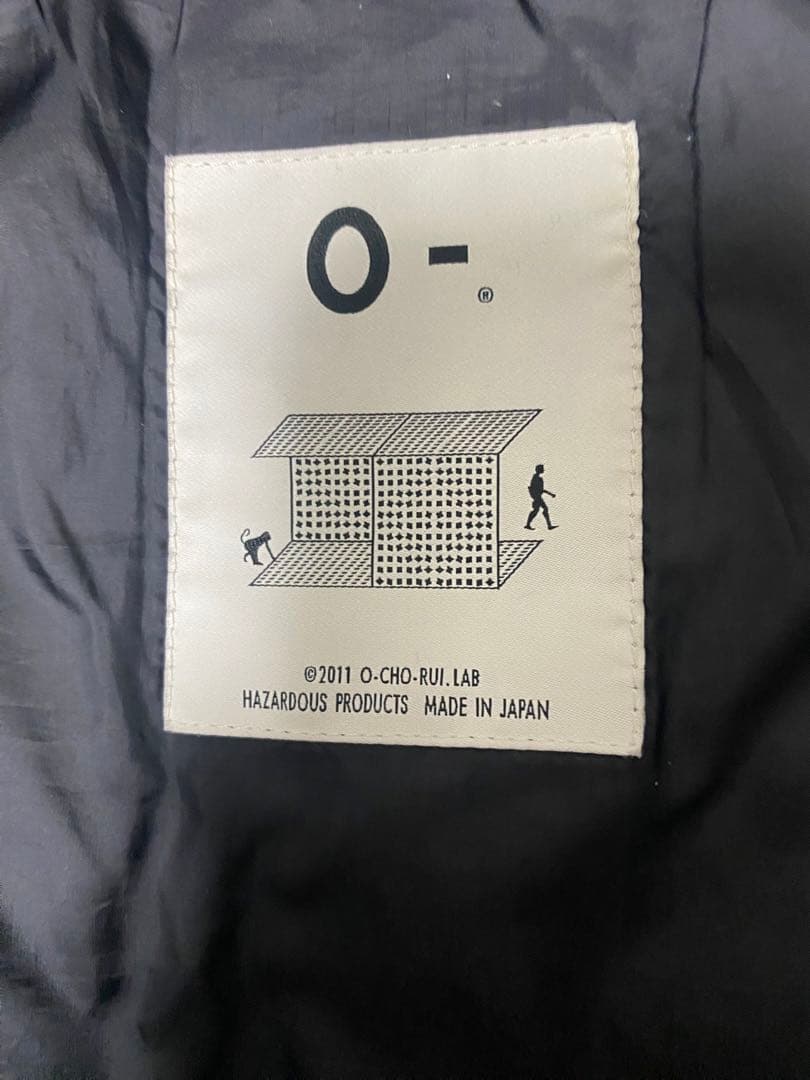 O - ®
©2011 O-CHO-RUI.LAB
HAZARDOUS PRODUCTS MADE IN JAPAN